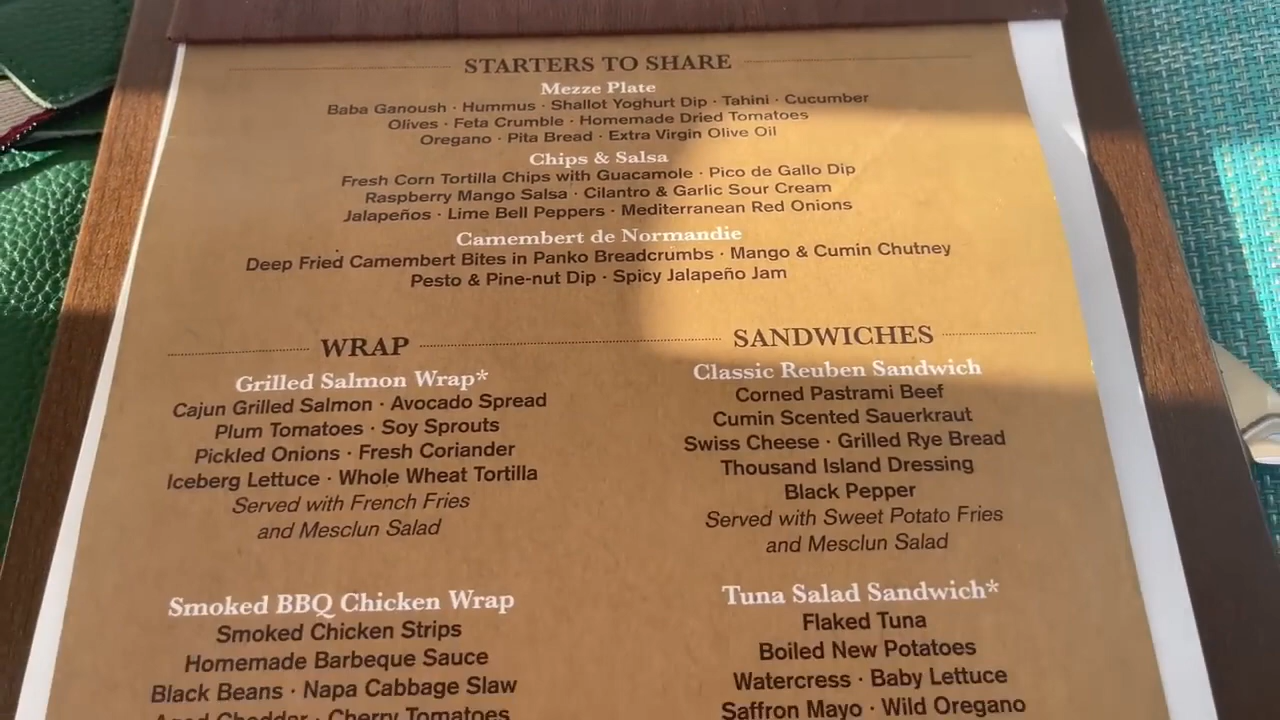 STARTERS TO SHARE
Mezze Plate
Baba Ganoush · Hummus · Shallot Yoghurt Dip · Tahini · Cucumber
Olives · Feta Crumble · Homemade Dried Tomatoes
Oregano · Pita Bread · Extra Virgin Olive Oil
Chips & Salsa
Fresh Corn Tortilla Chips with Guacamole · Pico de Gallo Dip
Raspberry Mango Salsa · Cilantro & Garlic Sour Cream
Jalapeños · Lime Bell Peppers · Mediterranean Red Onions
Camembert de Normandie
Deep Fried Camembert Bites in Panko Breadcrumbs · Mango & Cumin Chutney
Pesto & Pine-nut Dip · Spicy Jalapeño Jam
WRAP
Grilled Salmon Wrap*
Cajun Grilled Salmon · Avocado Spread
Plum Tomatoes · Soy Sprouts
Pickled Onions · Fresh Coriander
Iceberg Lettuce · Whole Wheat Tortilla
Served with French Fries
and Mesclun Salad
Smoked BBQ Chicken Wrap
Smoked Chicken Strips
Homemade Barbeque Sauce
Black Beans · Napa Cabbage Slaw
Aged Cheddar · Cherry Tomatoes
SANDWICHES
Classic Reuben Sandwich
Corned Pastrami Beef
Cumin Scented Sauerkraut
Swiss Cheese · Grilled Rye Bread
Thousand Island Dressing
Black Pepper
Served with Sweet Potato Fries
and Mesclun Salad
Tuna Salad Sandwich*
Flaked Tuna
Boiled New Potatoes
Watercress · Baby Lettuce
Saffron Mayo · Wild Oregano